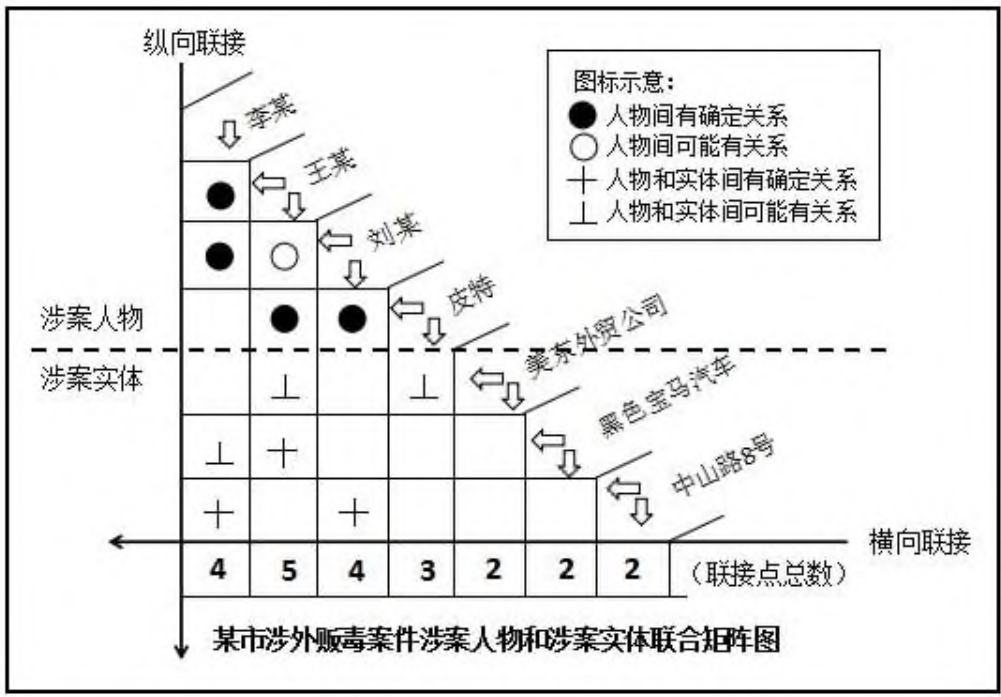 纵向联接
图标示意：
人物间有确定关系
人物间可能有关系
人物和实体间有确定关系
人物和实体间可能有关系
李某
王某
刘某
皮特
美东外贸公司
黑色宝马汽车
中山路8号
涉案人物
涉案实体
横向联接
4 5 4 3 2 2 2 （联接点总数）
某市涉外贩毒案件涉案人物和涉案实体联合矩阵图